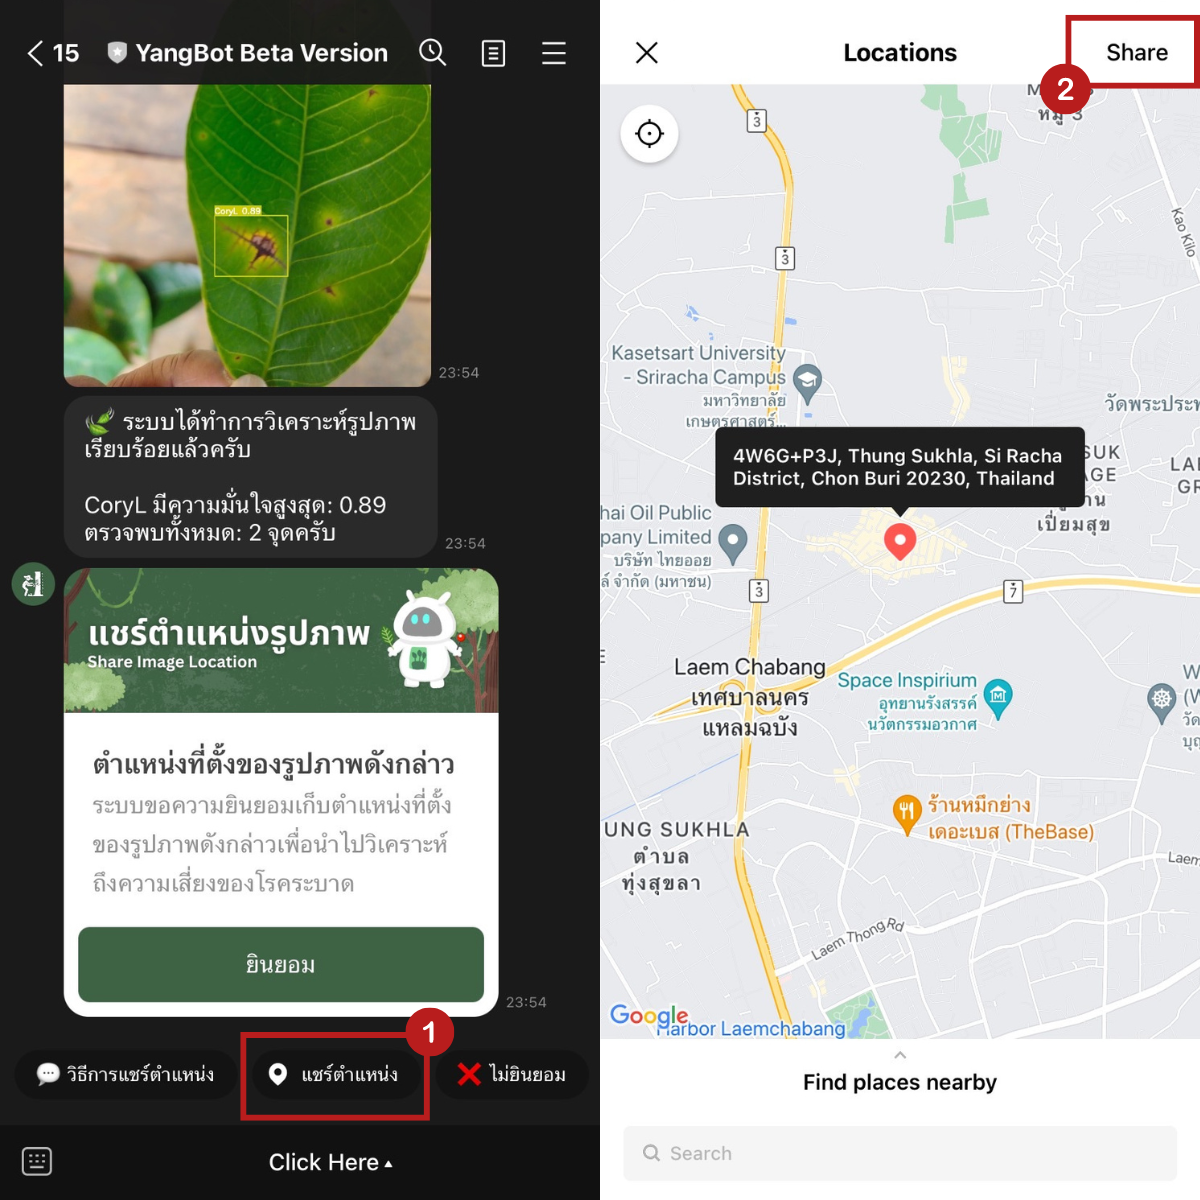 15
YangBot Beta Version
CoryL 0.89
23:54
ระบบได้ทำการวิเคราะห์รูปภาพ
เรียบร้อยแล้วครับ
CoryL มีความมั่นใจสูงสุด: 0.89
ตรวจพบทั้งหมด: 2 จุดครับ
23:54
แชร์ตำแหน่งรูปภาพ
Share Image Location
ตำแหน่งที่ตั้งของรูปภาพดังกล่าว
ระบบขอความยินยอมเก็บตำแหน่งที่ตั้ง
ของรูปภาพดังกล่าวเพื่อนำไปวิเคราะห์
ถึงความเสี่ยงของโรคระบาด
ยินยอม
23:54
1
วิธีการแชร์ตำแหน่ง
แชร์ตำแหน่ง
ไม่ยินยอม
Click Here
Locations
Share
2
หมู่ 3
3
3
Kao Kilo
Kasetsart University
- Sriracha Campus
มหาวิทยาลัย
เกษตรศาสตร์...
วัดพระประท
4W6G+P3J, Thung Sukhla, Si Racha
District, Chon Buri 20230, Thailand
SUK
AGE
าน
เปี่ยมสุข
LA
GR
hai Oil Public
pany Limited
บริษัท ไทยออย
ล์ จำกัด (มหาชน)
3
7
Laem Chabang
เทศบาลนคร
แหลมฉบัง
Space Inspirium
อุทยานรังสรรค์
นวัตกรรมอวกาศ
W
(W
วัด
บุญ
ร้านหมึกย่าง
เดอะเบส (TheBase)
UNG SUKHLA
ตำบล
ทุ่งสุขลา
Laem
Laem Thong Rd
Google
Harbor Laemchabang
Find places nearby
Search